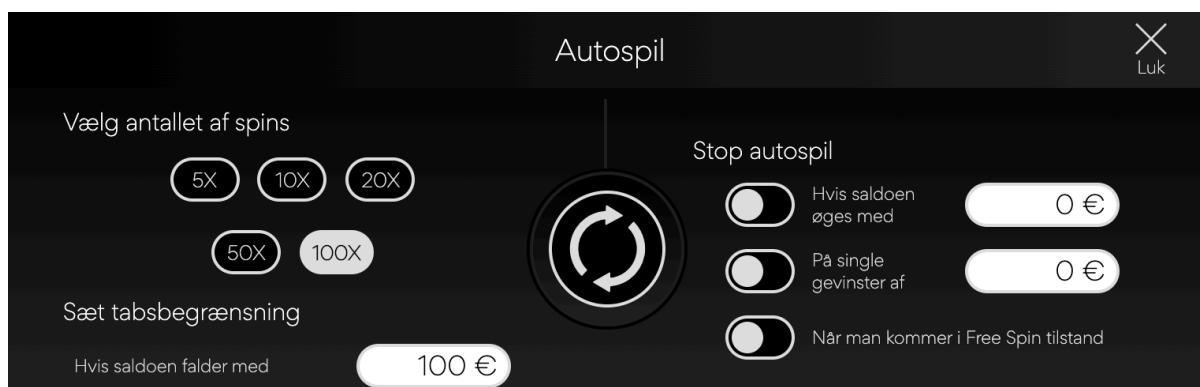 Autospil
Luk
Vælg antallet af spins
5X 10X 20X
50X 100X
Sæt tabsbegrænsning
Hvis saldoen falder med 100 €
Stop autospil
Hvis saldoen
øges med
0 €
På single
gevinster af
0 €
Når man kommer i Free Spin tilstand